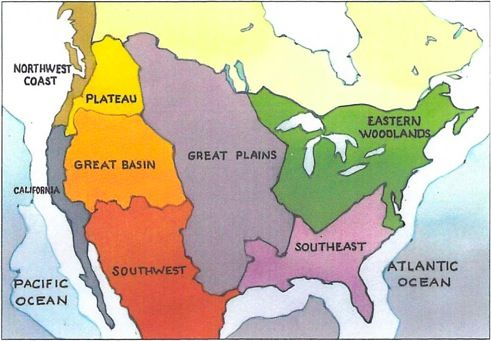 NORTHWEST
COAST
PLATEAU
EASTERN
WOODLANDS
GREAT BASIN
GREAT PLAINS
CALIFORNIA
SOUTHEAST
SOUTHWEST
PACIFIC
OCEAN
ATLANTIC
OCEAN